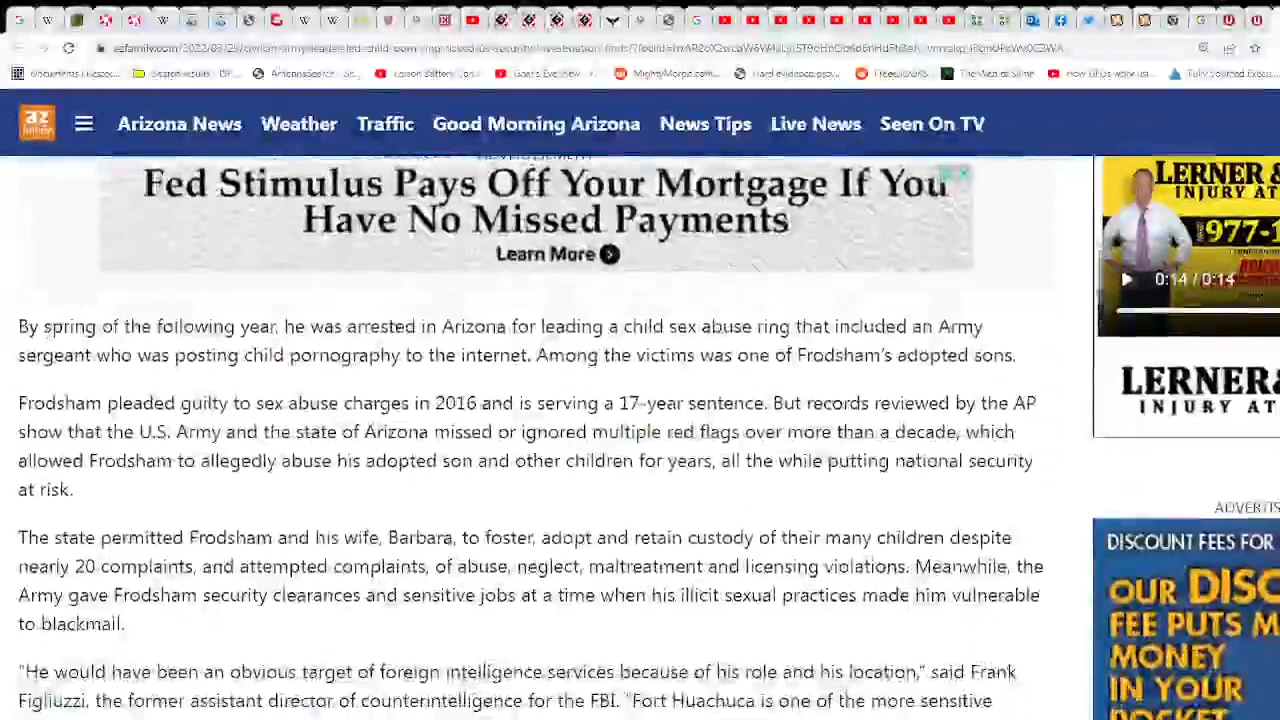 Arizona News Weather Traffic Good Morning Arizona News Tips Live News Seen On TV
Fed Stimulus Pays Off Your Mortgage If You
Have No Missed Payments
Learn More
By spring of the following year, he was arrested in Arizona for leading a child sex abuse ring that included an Army
sergeant who was posting child pornography to the internet. Among the victims was one of Frodsham's adopted sons.
Frodsham pleaded guilty to sex abuse charges in 2016 and is serving a 17-year sentence. But records reviewed by the AP
show that the U.S. Army and the state of Arizona missed or ignored multiple red flags over more than a decade, which
allowed Frodsham to allegedly abuse his adopted son and other children for years, all the while putting national security
at risk.
The state permitted Frodsham and his wife, Barbara, to foster, adopt and retain custody of their many children despite
nearly 20 complaints, and attempted complaints, of abuse, neglect, maltreatment and licensing violations. Meanwhile, the
Army gave Frodsham security clearances and sensitive jobs at a time when his illicit sexual practices made him vulnerable
to blackmail.
"He would have been an obvious target of foreign intelligence services because of his role and his location," said Frank
Figliuzzi, the former assistant director of counterintelligence for the FBI. "Fort Huachuca is one of the more sensitive
LERNER &
INJURY AT
977-1
0:14 / 0:14
LERNER&
INJURY AT
ADVERTIS
DISCOUNT FEES FOR
OUR DISC
FEE PUTS M
MONEY
IN YOUR
POCKET